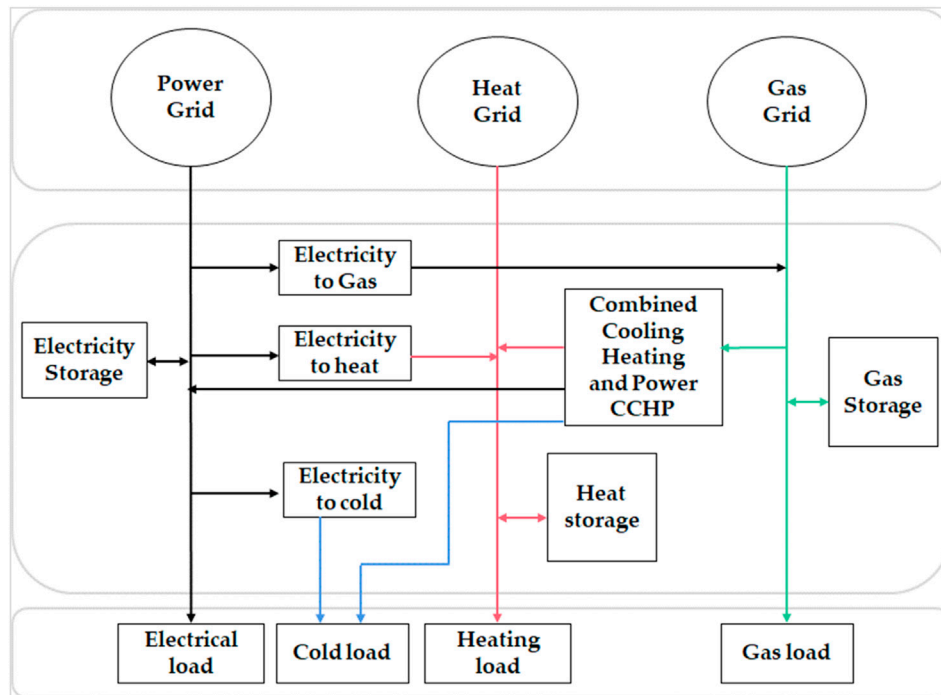 Power
Grid
Heat
Grid
Gas
Grid
Electricity
to Gas
Combined
Cooling
Heating
and Power
CCHP
Electricity
Storage
Electricity
to heat
Gas
Storage
Electricity
to cold
Heat
storage
Electrical
load
Cold load
Heating
load
Gas load